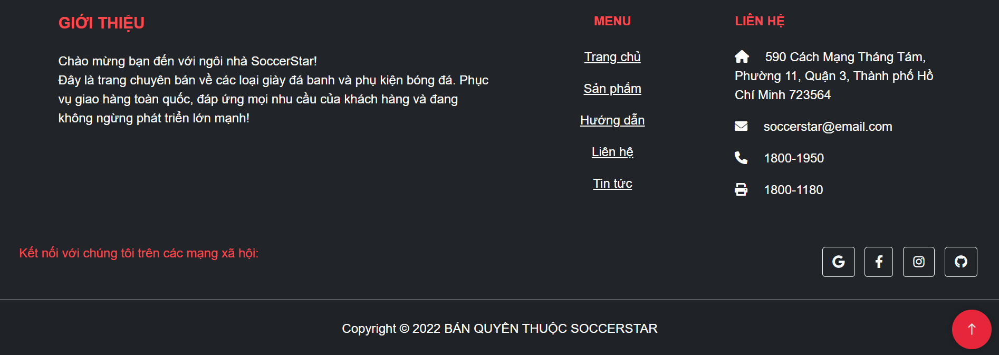 GIỚI THIỆU
Chào mừng bạn đến với ngôi nhà SoccerStar!
Đây là trang chuyên bán về các loại giày đá banh và phụ kiện bóng đá. Phục
vụ giao hàng toàn quốc, đáp ứng mọi nhu cầu của khách hàng và đang
không ngừng phát triển lớn mạnh!
MENU
Trang chủ
Sản phẩm
Hướng dẫn
Liên hệ
Tin tức
LIÊN HỆ
590 Cách Mạng Tháng Tám,
Phường 11, Quận 3, Thành phố Hồ
Chí Minh 723564
soccerstar@email.com
1800-1950
1800-1180
Kết nối với chúng tôi trên các mạng xã hội:
Copyright © 2022 BẢN QUYỀN THUỘC SOCCERSTAR